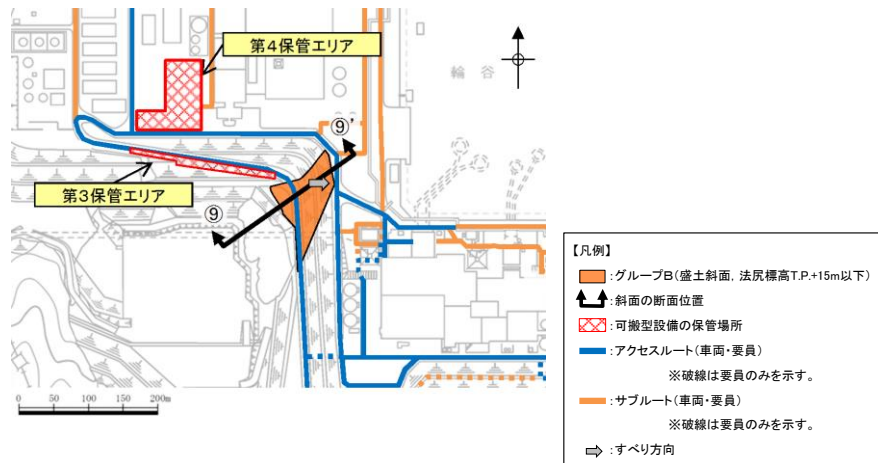 第4保管エリア
輪谷
⑨
第3保管エリア
⑨
0 50 100 150 200m
【凡例】
:グループB(盛土斜面, 法尻標高T.P.+15m以下)
:斜面の断面位置
:可搬型設備の保管場所
:アクセスルート(車両・要員)
※破線は要員のみを示す。
:サブルート(車両・要員)
※破線は要員のみを示す。
:すべり方向